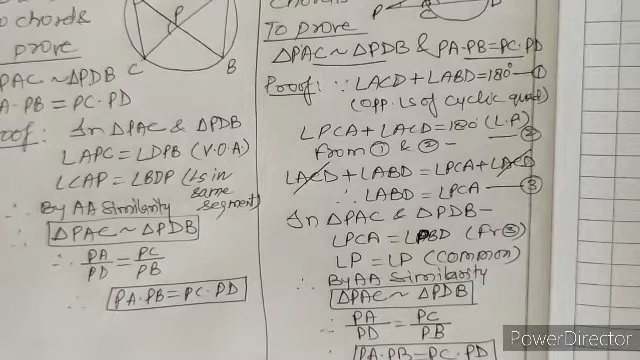 o chords
prove
PAC ~ ΔPDB
A·PB = PC·PD
oof: In ΔPAC & ΔPDB
∠APC = ∠DPB (V.O.A)
∠CAP = ∠BDP (∠s in same segment)
∴ By AA Similarity
ΔPAC ~ ΔPDB
∴ PA/PD = PC/PB
∴ PA·PB = PC·PD
P
C
B
chords
To prove
P
ΔPAC ~ ΔPDB & PA·PB = PC·PD
Proof: ∵ ∠ACD + ∠ABD = 180° — ①
(opp. ∠s of cyclic quad)
∠PCA + ∠ACD = 180° (L.P) — ②
from ① & ② -
∠ACD + ∠ABD = ∠PCA + ∠ACD
∴ ∠ABD = ∠PCA — ③
In ΔPAC & ΔPDB -
∠PCA = ∠PBD (Fr ③)
∠P = ∠P (Common)
∴ By AA Similarity
ΔPAC ~ ΔPDB
∴ PA/PD = PC/PB
PA·PB = PC·PD
PowerDirector